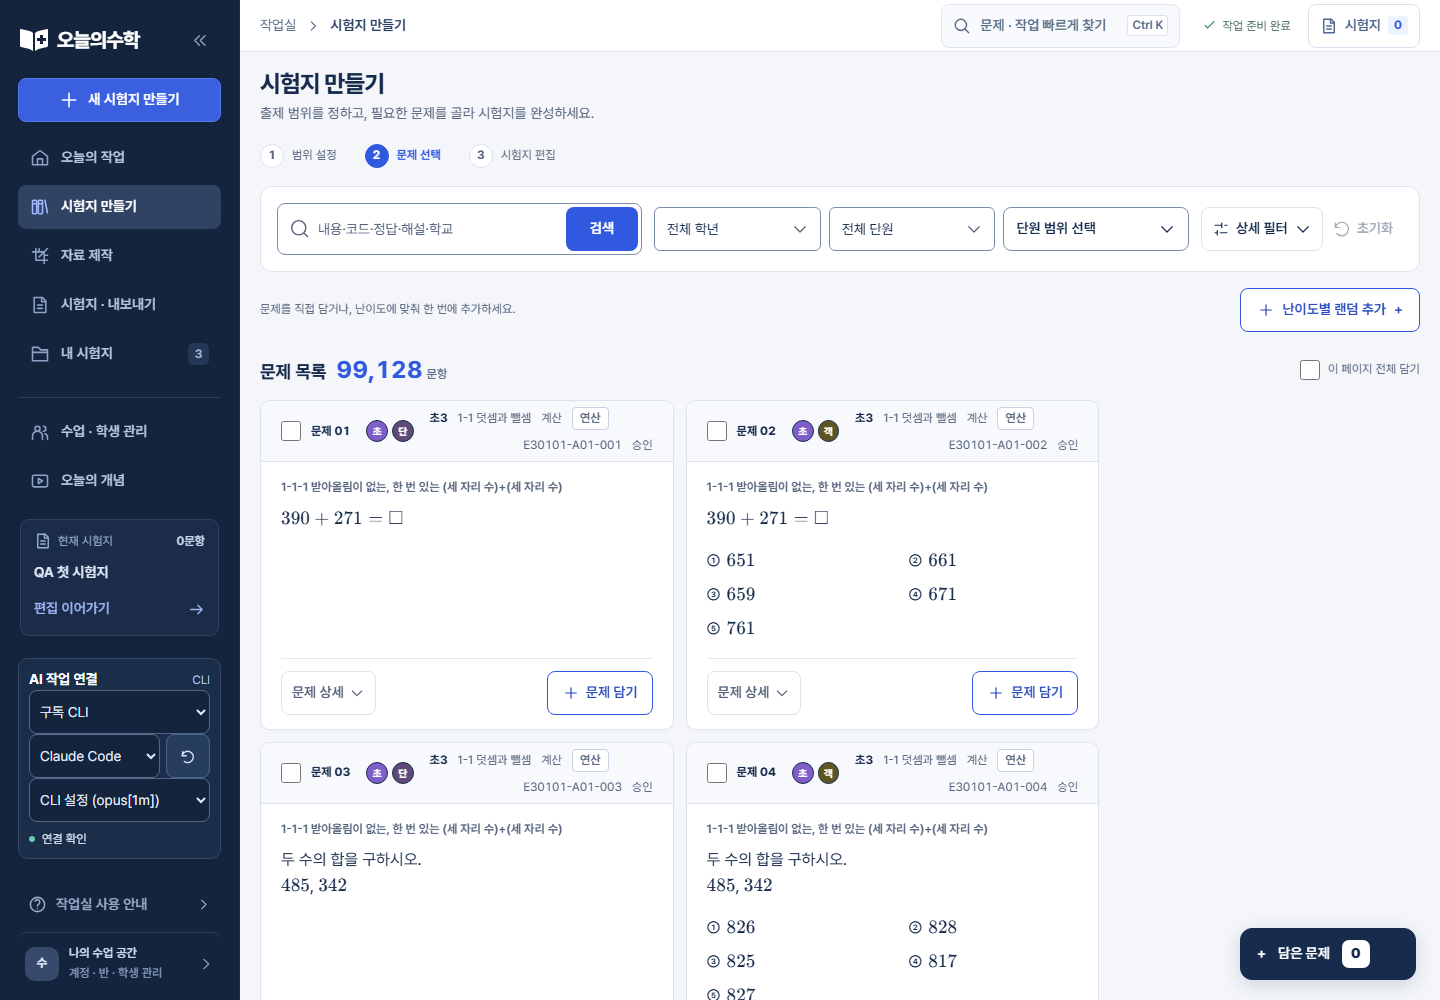 오늘의수학
새 시험지 만들기
오늘의 작업
시험지 만들기
자료 제작
시험지 · 내보내기
내 시험지 3
수업 · 학생 관리
오늘의 개념
현재 시험지 0문항
QA 첫 시험지
편집 이어가기
AI 작업 연결 CLI
구독 CLI
Claude Code
CLI 설정 (opus[1m])
연결 확인
작업실 사용 안내
수 나의 수업 공간
계정 · 반 · 학생 관리
작업실 > 시험지 만들기
문제 · 작업 빠르게 찾기 Ctrl K
작업 준비 완료
시험지 0
시험지 만들기
출제 범위를 정하고, 필요한 문제를 골라 시험지를 완성하세요.
1 범위 설정 2 문제 선택 3 시험지 편집
내용·코드·정답·해설·학교 검색 전체 학년 전체 단원 단원 범위 선택 상세 필터 초기화
문제를 직접 담거나, 난이도에 맞춰 한 번에 추가하세요.
+ 난이도별 랜덤 추가 +
문제 목록 99,128 문항
이 페이지 전체 담기
문제 01 초 단 초3 1-1 덧셈과 뺄셈 계산 연산
E30101-A01-001 승인
1-1-1 받아올림이 없는, 한 번 있는 (세 자리 수)+(세 자리 수)
390 + 271 = □
문제 상세 + 문제 담기
문제 02 초 객 초3 1-1 덧셈과 뺄셈 계산 연산
E30101-A01-002 승인
1-1-1 받아올림이 없는, 한 번 있는 (세 자리 수)+(세 자리 수)
390 + 271 = □
① 651 ② 661
③ 659 ④ 671
⑤ 761
문제 상세 + 문제 담기
문제 03 초 단 초3 1-1 덧셈과 뺄셈 계산 연산
E30101-A01-003 승인
1-1-1 받아올림이 없는, 한 번 있는 (세 자리 수)+(세 자리 수)
두 수의 합을 구하시오.
485, 342
문제 04 초 객 초3 1-1 덧셈과 뺄셈 계산 연산
E30101-A01-004 승인
1-1-1 받아올림이 없는, 한 번 있는 (세 자리 수)+(세 자리 수)
두 수의 합을 구하시오.
485, 342
① 826 ② 828
③ 825 ④ 817
⑤ 827
+ 담은 문제 0